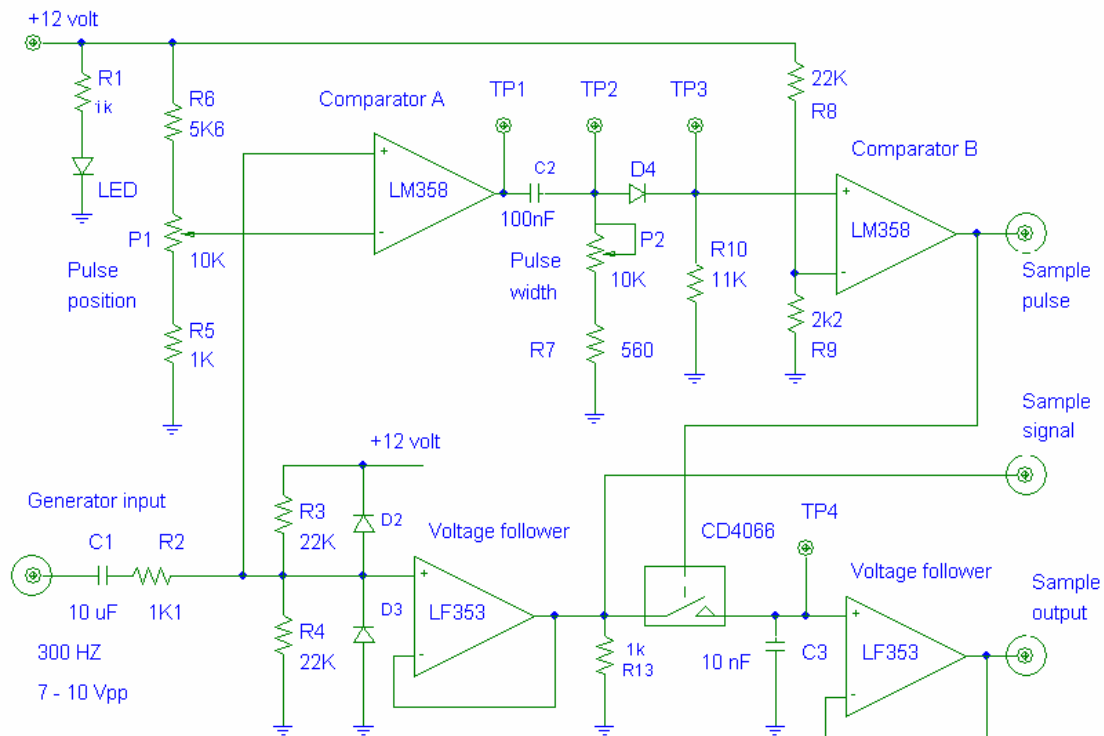 +12 volt
R1
1k
LED
R6
5K6
P1
10K
Pulse
position
R5
1K
Comparator A
+
LM358
-
TP1
TP2
TP3
C2
100nF
D4
P2
Pulse
width
10K
R7
560
R10
11K
22K
R8
Comparator B
+
LM358
-
2k2
R9
Sample
pulse
Sample
signal
+12 volt
Generator input
C1
R2
10 uF
1K1
300 HZ
7 - 10 Vpp
R3
22K
D2
R4
22K
D3
Voltage follower
+
LF353
-
1k
R13
CD4066
TP4
10 nF
C3
Voltage follower
+
LF353
-
Sample
output